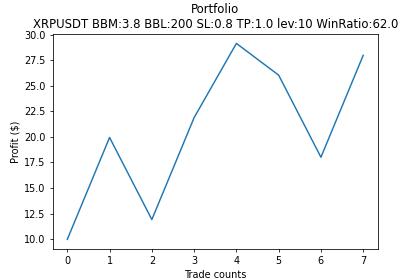 Portfolio
XRPUSDT BBM:3.8 BBL:200 SL:0.8 TP:1.0 lev:10 WinRatio:62.0
30.0
27.5
25.0
22.5
20.0
17.5
15.0
12.5
10.0
Profit ($)
0 1 2 3 4 5 6 7
Trade counts